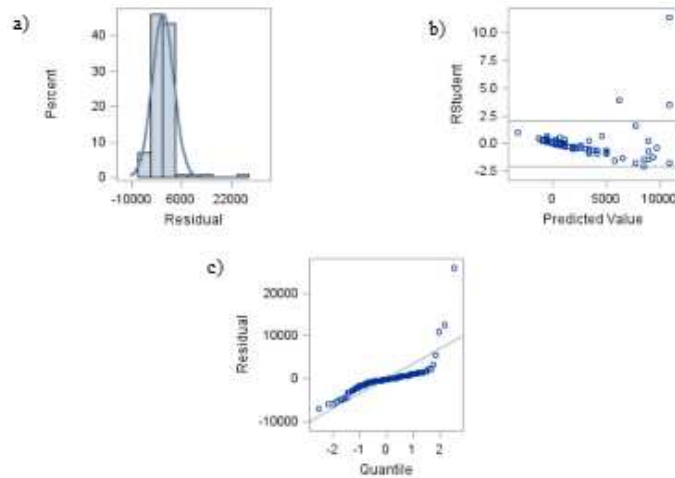 a)
40
30
20
10
0
Percent
-10000 6000 22000
Residual
b)
10.0
7.5
5.0
2.5
0.0
-2.5
RStudent
0 5000 10000
Predicted Value
c)
20000
10000
0
-10000
Residual
-2 -1 0 1 2
Quantile